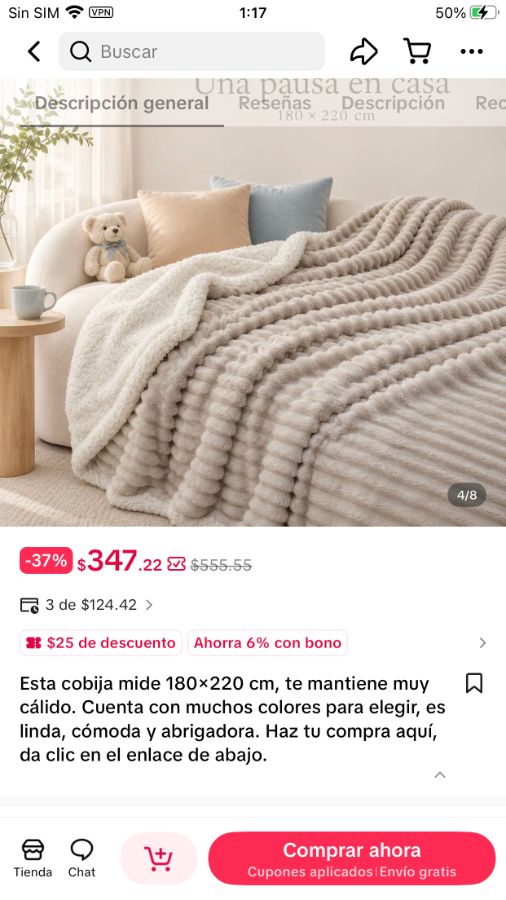 Sin SIM VPN 1:17 50%
Buscar
Una pausa en casa
Descripción general Reseñas Descripción Rec
180 × 220 cm
4/8
-37% $347.22 $555.55
3 de $124.42
$25 de descuento Ahorra 6% con bono
Esta cobija mide 180×220 cm, te mantiene muy
cálido. Cuenta con muchos colores para elegir, es
linda, cómoda y abrigadora. Haz tu compra aquí,
da clic en el enlace de abajo.
Tienda Chat
Comprar ahora
Cupones aplicados | Envío gratis